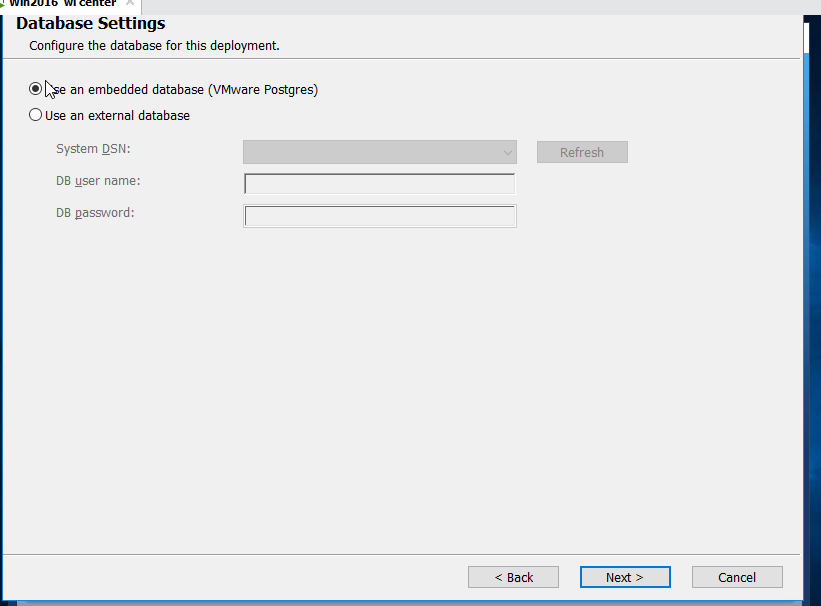 Win2016 center
Database Settings
Configure the database for this deployment.
Use an embedded database (VMware Postgres)
Use an external database
System DSN:
Refresh
DB user name:
DB password:
< Back
Next >
Cancel